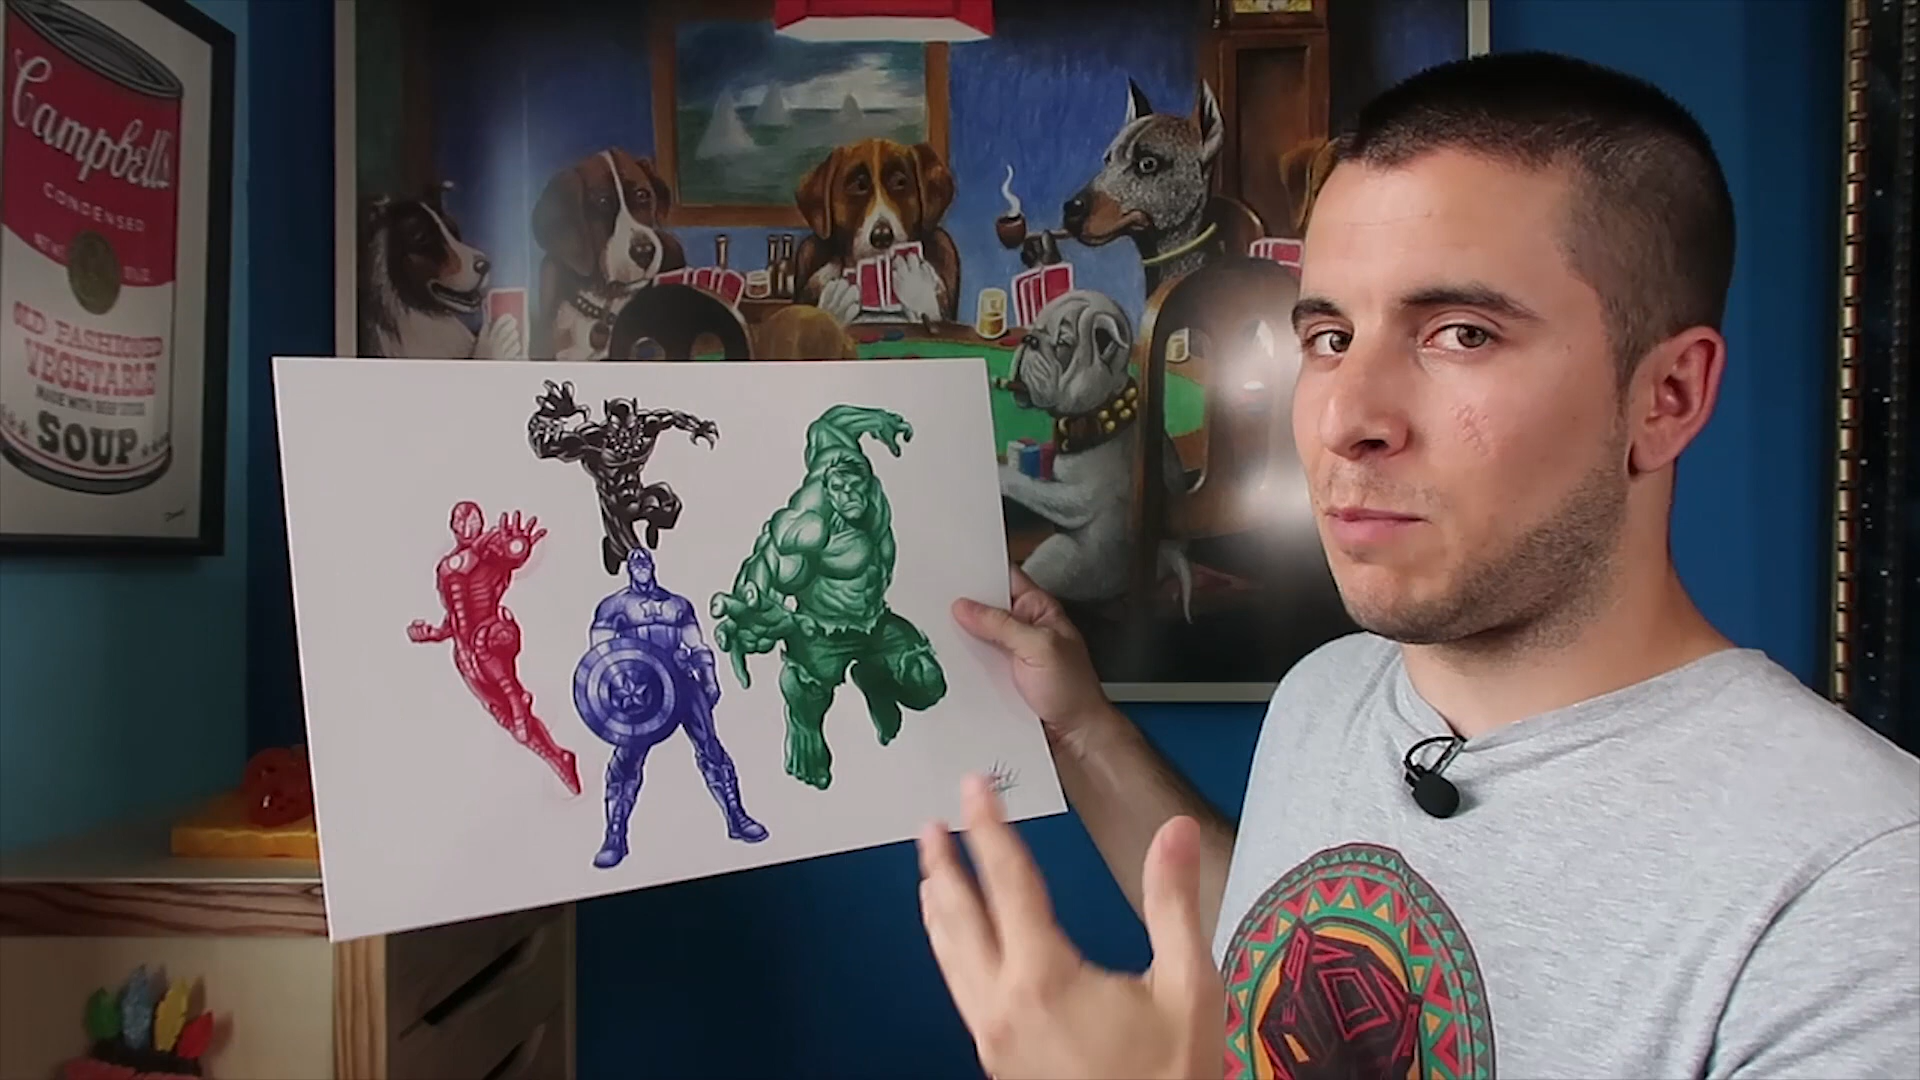 Campbell's
CONDENSED
OLD FASHIONED
VEGETABLE
MADE WITH BEEF STOCK
SOUP